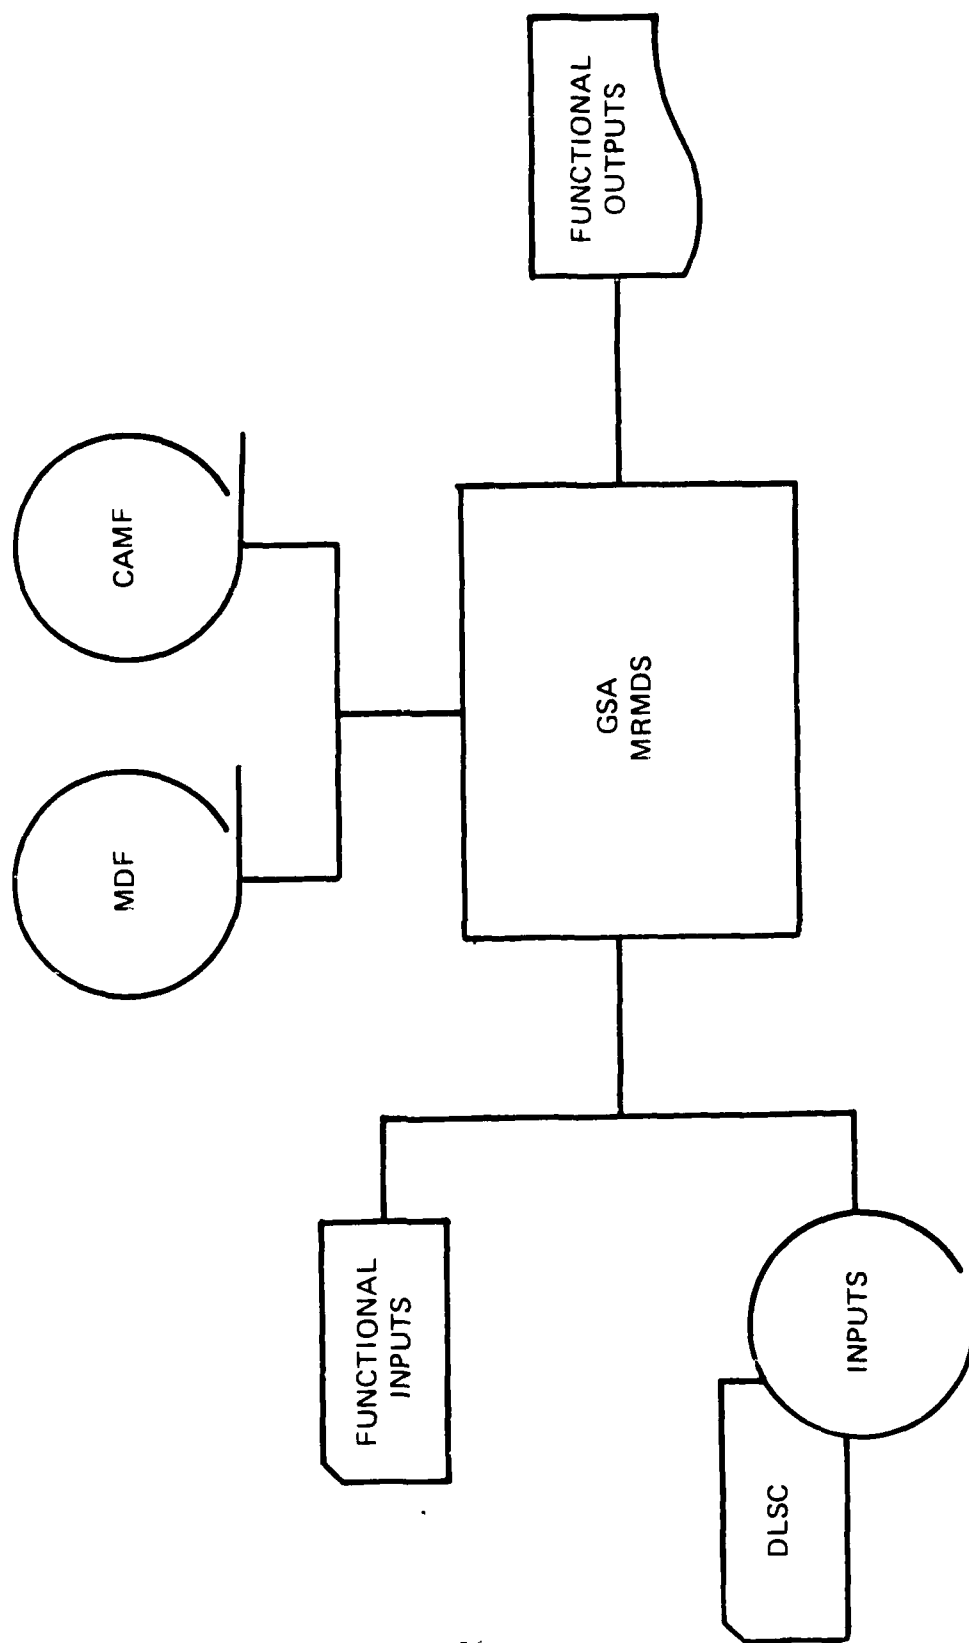 MDF
CAMF
FUNCTIONAL
INPUTS
GSA
MRMDS
FUNCTIONAL
OUTPUTS
DLSC
INPUTS